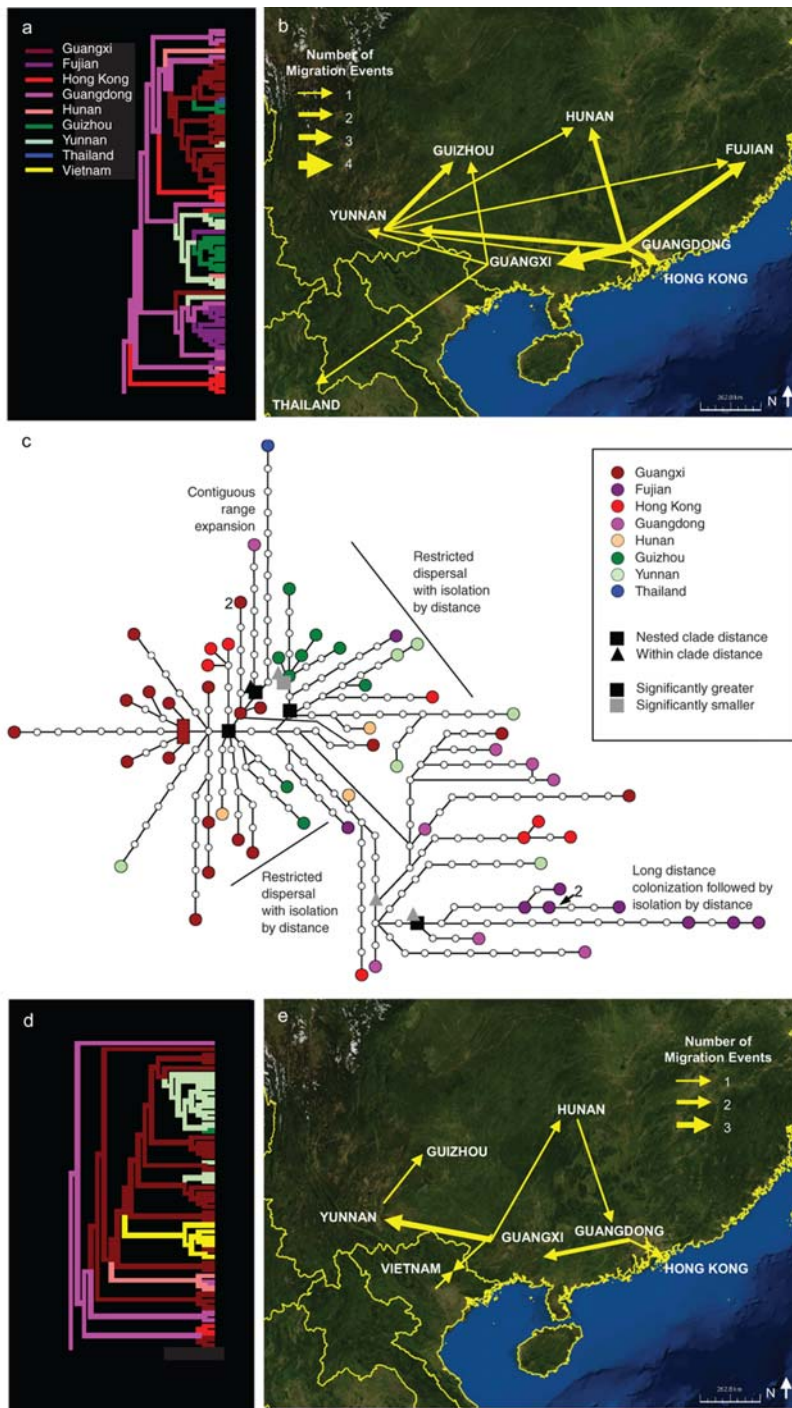 a
Guangxi
Fujian
Hong Kong
Guangdong
Hunan
Guizhou
Yunnan
Thailand
Vietnam
b
Number of
Migration Events
1
2
3
4
HUNAN
FUJIAN
GUIZHOU
YUNNAN
GUANGDONG
GUANGXI
HONG KONG
THAILAND
N
c
Contiguous
range
expansion
2
Restricted
dispersal
with isolation
by distance
Guangxi
Fujian
Hong Kong
Guangdong
Hunan
Guizhou
Yunnan
Thailand
Nested clade distance
Within clade distance
Significantly greater
Significantly smaller
Restricted
dispersal
with isolation
by distance
Long distance
colonization followed by
isolation by distance
2
d
e
Number of
Migration Events
1
2
3
HUNAN
GUIZHOU
YUNNAN
GUANGXI
GUANGDONG
VIETNAM
HONG KONG
N